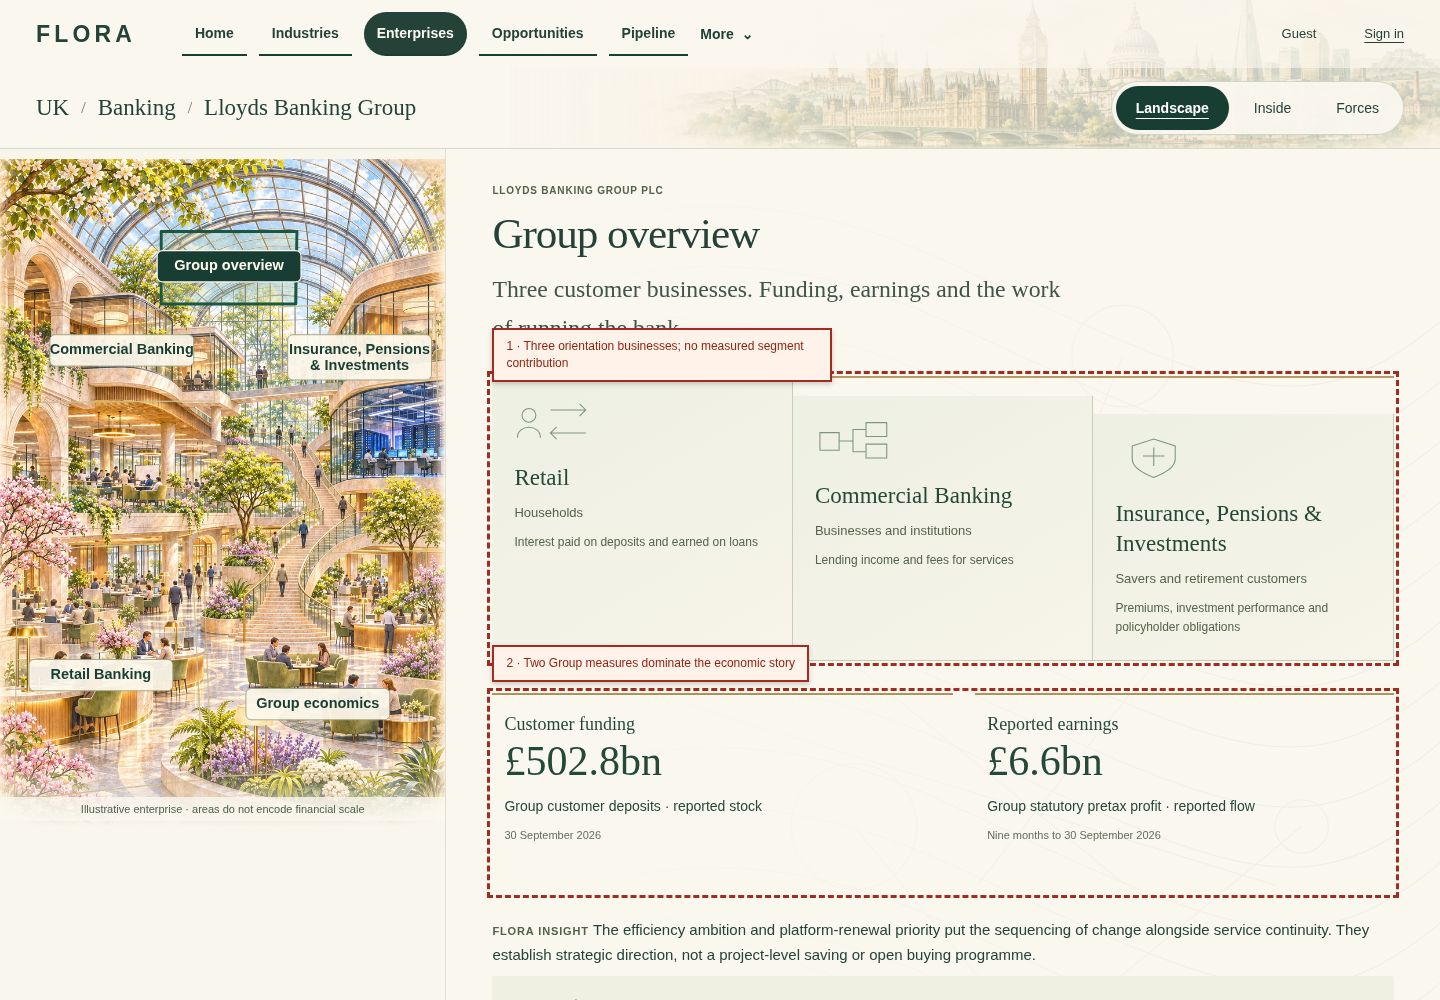 FLORA
Home
Industries
Enterprises
Opportunities
Pipeline
More
Guest
Sign in
UK / Banking / Lloyds Banking Group
Landscape
Inside
Forces
Group overview
Commercial Banking
Insurance, Pensions
& Investments
Retail Banking
Group economics
Illustrative enterprise · areas do not encode financial scale
LLOYDS BANKING GROUP PLC
Group overview
Three customer businesses. Funding, earnings and the work
of running the bank
1 · Three orientation businesses; no measured segment
contribution
Retail
Households
Interest paid on deposits and earned on loans
Commercial Banking
Businesses and institutions
Lending income and fees for services
Insurance, Pensions &
Investments
Savers and retirement customers
Premiums, investment performance and
policyholder obligations
2 · Two Group measures dominate the economic story
Customer funding
£502.8bn
Group customer deposits · reported stock
30 September 2026
Reported earnings
£6.6bn
Group statutory pretax profit · reported flow
Nine months to 30 September 2026
FLORA INSIGHT The efficiency ambition and platform-renewal priority put the sequencing of change alongside service continuity. They
establish strategic direction, not a project-level saving or open buying programme.